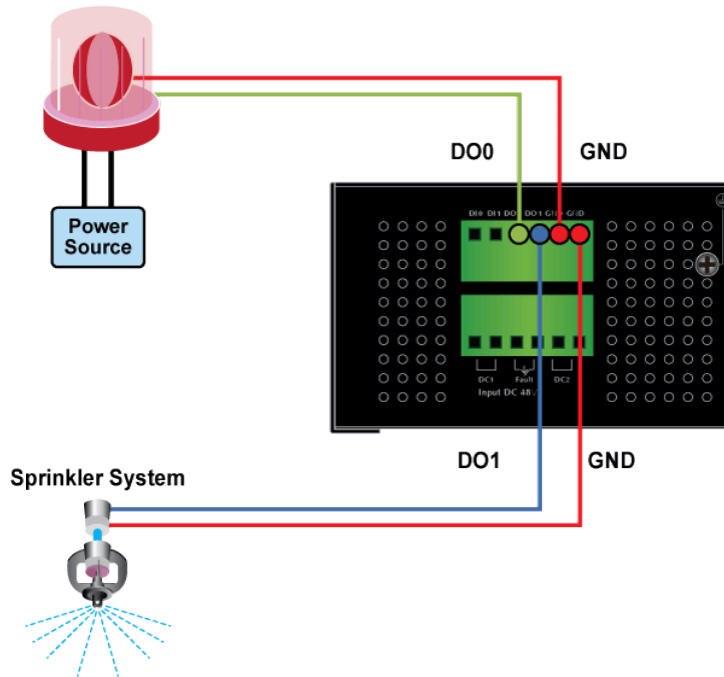 DO0 GND
Power
Source
DI0 DI1 DO0 DO1 GND GND
DC1 Fault DC2
Input DC 48V
DO1 GND
Sprinkler System